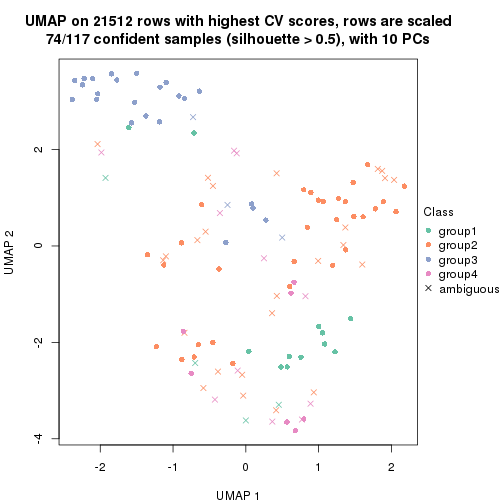 UMAP on 21512 rows with highest CV scores, rows are scaled
74/117 confident samples (silhouette > 0.5), with 10 PCs
2
0
-2
-4
UMAP 2
-2
-1
0
1
2
UMAP 1
Class
group1
group2
group3
group4
ambiguous